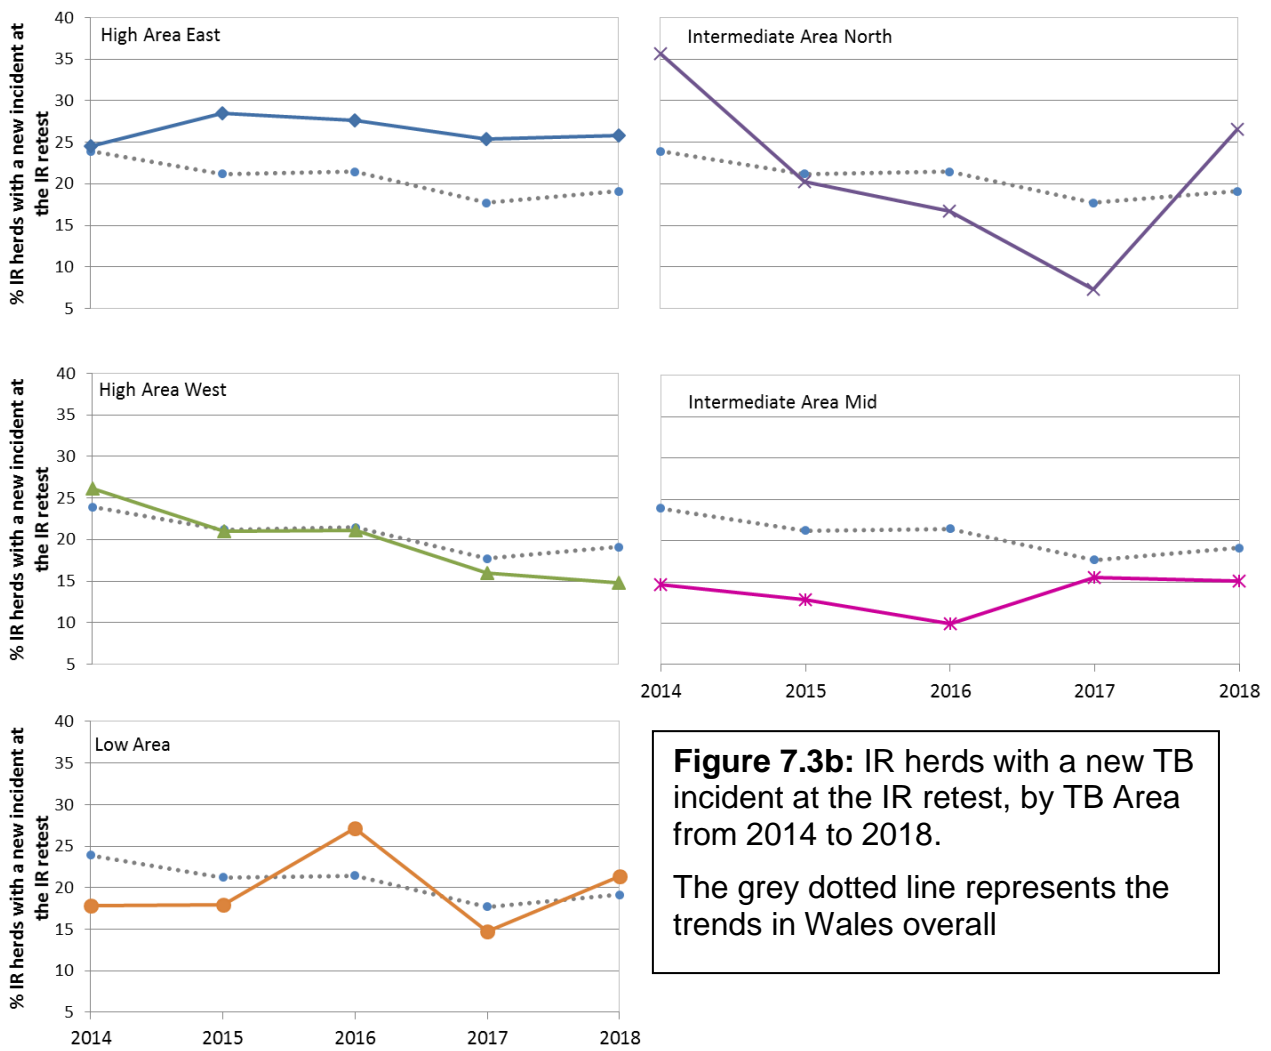 High Area East
% IR herds with a new incident at
the IR retest
40
35
30
25
20
15
10
5
Intermediate Area North
High Area West
% IR herds with a new incident at
the IR retest
40
35
30
25
20
15
10
5
Intermediate Area Mid
2014 2015 2016 2017 2018
Low Area
% IR herds with a new incident at
the IR retest
40
35
30
25
20
15
10
5
2014 2015 2016 2017 2018
Figure 7.3b: IR herds with a new TB
incident at the IR retest, by TB Area
from 2014 to 2018.
The grey dotted line represents the
trends in Wales overall